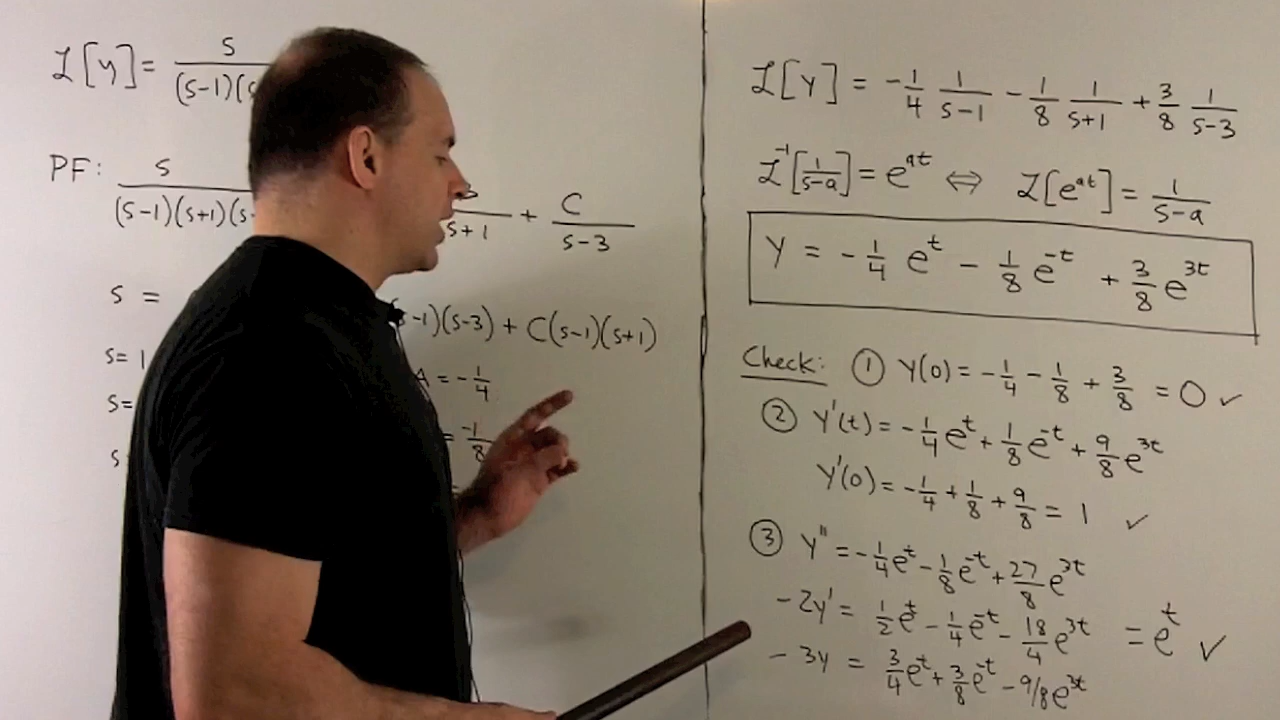 ℒ[y] = s / (s-1)(s
PF: s / (s-1)(s+1)(s-
s+1 + C / s-3
s =
-1)(s-3) + C(s-1)(s+1)
s= 1
A = -1/4
s=
= -1/8
s
ℒ[y] = -1/4 1/(s-1) - 1/8 1/(s+1) + 3/8 1/(s-3)
ℒ⁻¹[1/(s-a)] = e^{at} ⇔ ℒ[e^{at}] = 1/(s-a)
y = -1/4 e^t - 1/8 e^{-t} + 3/8 e^{3t}
Check: ① y(0) = -1/4 - 1/8 + 3/8 = 0 ✓
② y'(t) = -1/4 e^t + 1/8 e^{-t} + 9/8 e^{3t}
y'(0) = -1/4 + 1/8 + 9/8 = 1 ✓
③ y'' = -1/4 e^t - 1/8 e^{-t} + 27/8 e^{3t}
-2y' = 1/2 e^t - 1/4 e^{-t} - 18/4 e^{3t} = e^t ✓
-3y = 3/4 e^t + 3/8 e^{-t} - 9/8 e^{3t}